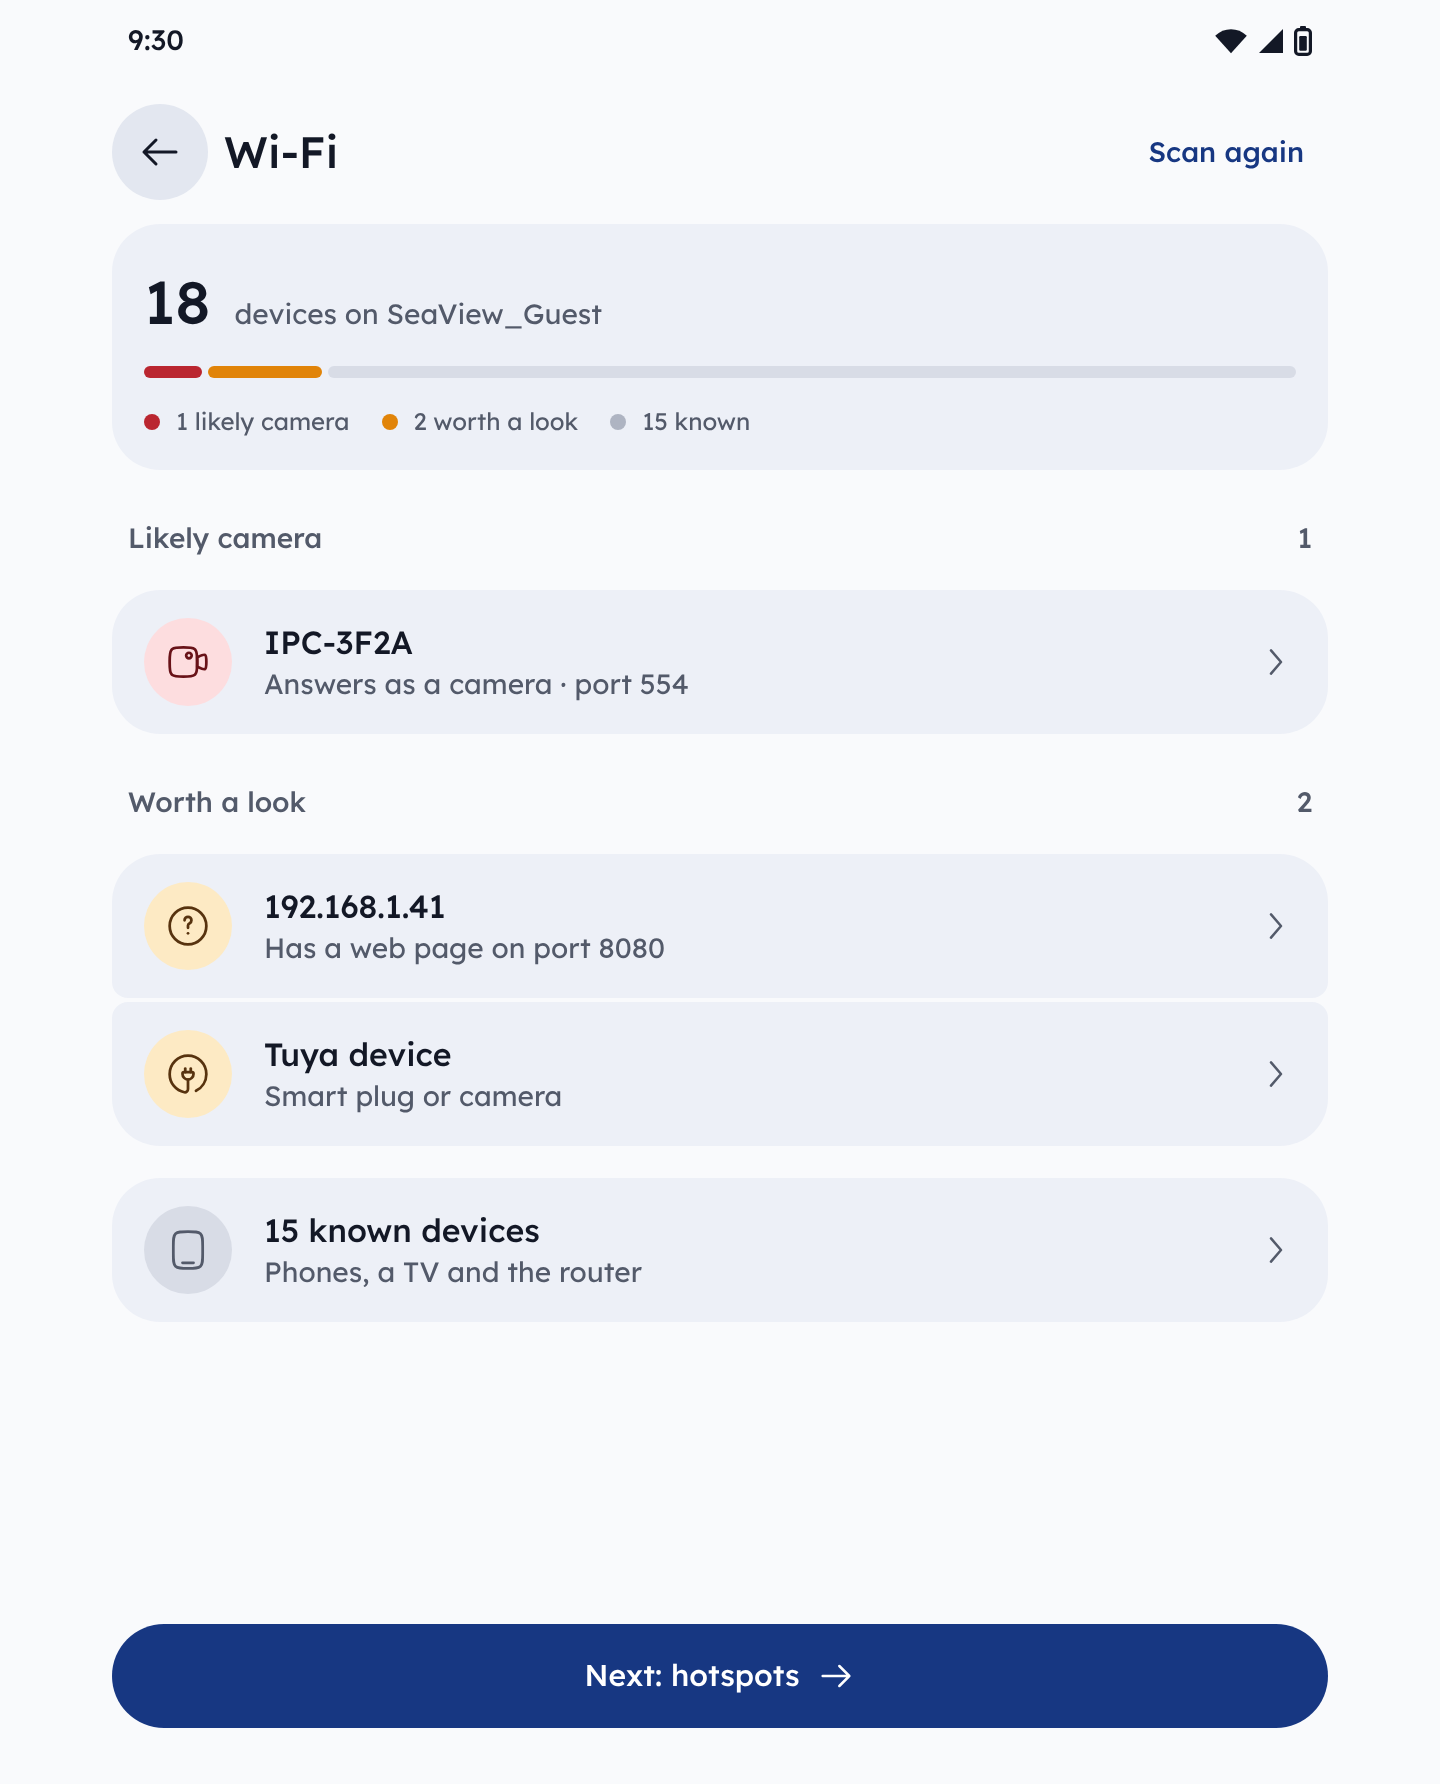 9:30
Wi-Fi
Scan again
18 devices on SeaView_Guest
1 likely camera 2 worth a look 15 known
Likely camera 1
IPC-3F2A
Answers as a camera · port 554
Worth a look 2
192.168.1.41
Has a web page on port 8080
Tuya device
Smart plug or camera
15 known devices
Phones, a TV and the router
Next: hotspots